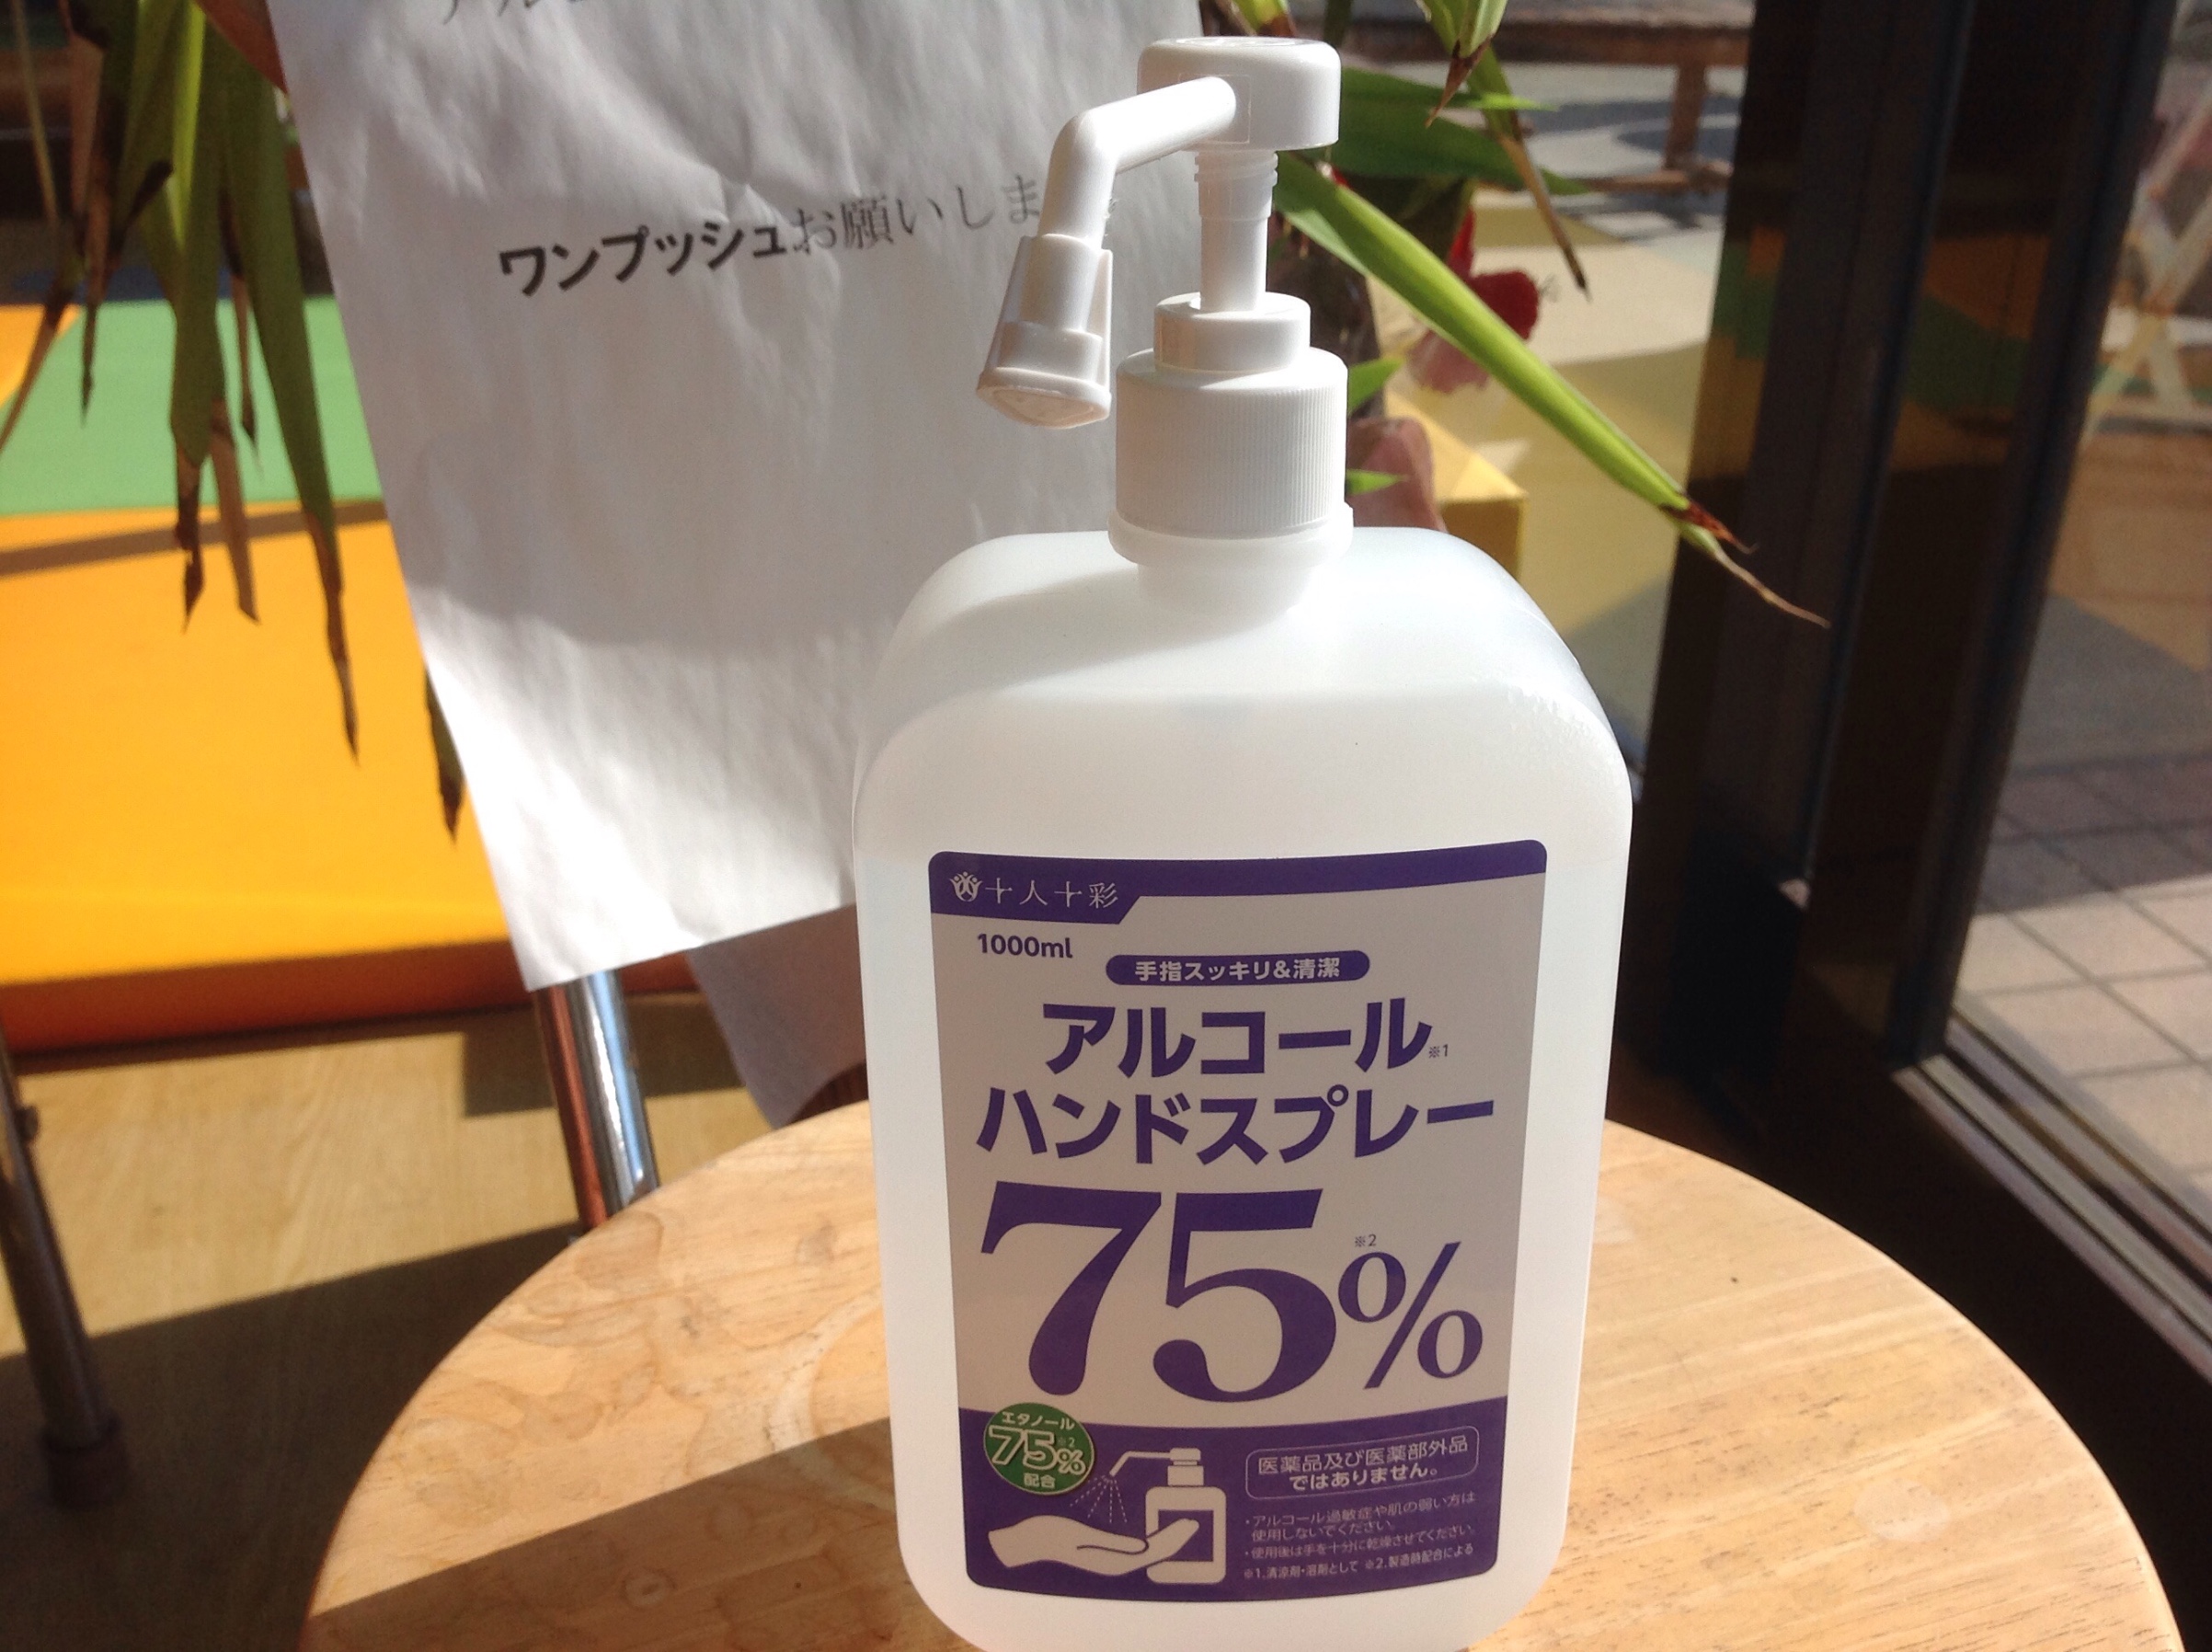 ワンプッシュお願いしま
十人十彩
1000ml
手指スッキリ&清潔
アルコール※1
ハンドスプレー
75%※2
エタノール
75%※2
配合
医薬品及び医薬部外品
ではありません。
・アルコール過敏症や肌の弱い方は
使用しないでください。
・使用後は手を十分に乾燥させてください。
※1.清涼剤・溶剤として ※2.製造時配合による